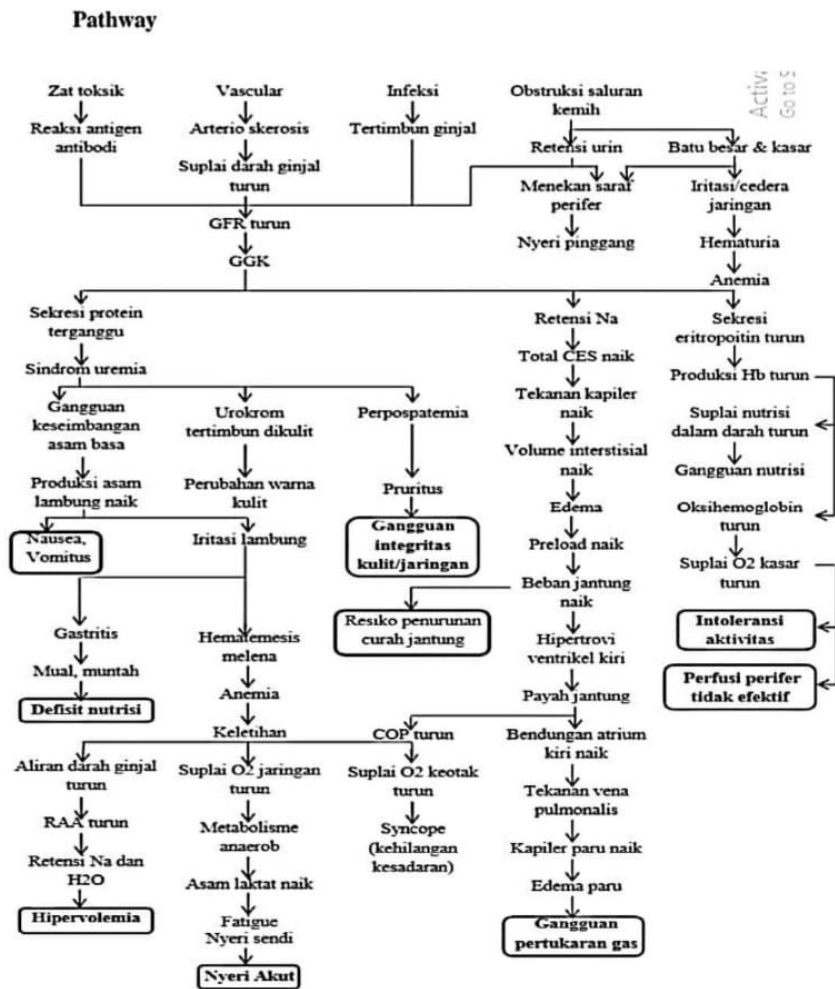 Pathway
Activ
Go to S
Zat toksik
Vascular
Infeksi
Obstruksi saluran
kemih
Reaksi antigen
antibodi
Arterio skerosis
Tertimbun ginjal
Retensi urin
Batu besar & kasar
Suplai darah ginjal
turun
Menekan saraf
perifer
Iritasi/cedera
jaringan
GFR turun
Nyeri pinggang
Hematuria
GGK
Anemia
Sekresi protein
terganggu
Retensi Na
Sekresi
eritropoitin turun
Sindrom uremia
Total CES naik
Produksi Hb turun
Gangguan
keseimbangan
asam basa
Urokrom
tertimbun dikulit
Perpospatemia
Tekanan kapiler
naik
Suplai nutrisi
dalam darah turun
Produksi asam
lambung naik
Perubahan warna
kulit
Pruritus
Volume interstisial
naik
Gangguan nutrisi
Nausea,
Vomitus
Iritasi lambung
Gangguan
integritas
kulit/jaringan
Edema
Oksihemoglobin
turun
Preload naik
Suplai O2 kasar
turun
Beban jantung
naik
Resiko penurunan
curah jantung
Intoleransi
aktivitas
Gastritis
Hematemesis
melena
Hipertrovi
ventrikel kiri
Mual, muntah
Perfusi perifer
tidak efektif
Defisit nutrisi
Anemia
Payah jantung
Keletihan
COP turun
Bendungan atrium
kiri naik
Aliran darah ginjal
turun
Suplai O2 jaringan
turun
Suplai O2 keotak
turun
Tekanan vena
pulmonalis
RAA turun
Metabolisme
anaerob
Syncope
(kehilangan
kesadaran)
Kapiler paru naik
Retensi Na dan
H2O
Asam laktat naik
Edema paru
Hipervolemia
Fatigue
Nyeri sendi
Gangguan
pertukaran gas
Nyeri Akut